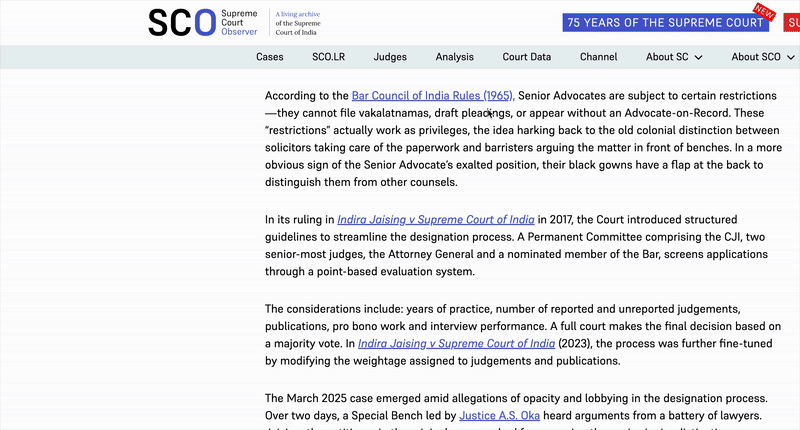 SCO Supreme Court Observer
A living archive of the Supreme Court of India
75 YEARS OF THE SUPREME COURT
NEW
SU
Cases SCO.LR Judges Analysis Court Data Channel About SC About SCO
According to the Bar Council of India Rules (1965), Senior Advocates are subject to certain restrictions
—they cannot file vakalatnamas, draft pleadings, or appear without an Advocate-on-Record. These
“restrictions” actually work as privileges, the idea harking back to the old colonial distinction between
solicitors taking care of the paperwork and barristers arguing the matter in front of benches. In a more
obvious sign of the Senior Advocate’s exalted position, their black gowns have a flap at the back to
distinguish them from other counsels.
In its ruling in Indira Jaising v Supreme Court of India in 2017, the Court introduced structured
guidelines to streamline the designation process. A Permanent Committee comprising the CJI, two
senior-most judges, the Attorney General and a nominated member of the Bar, screens applications
through a point-based evaluation system.
The considerations include: years of practice, number of reported and unreported judgements,
publications, pro bono work and interview performance. A full court makes the final decision based on
a majority vote. In Indira Jaising v Supreme Court of India (2023), the process was further fine-tuned
by modifying the weightage assigned to judgements and publications.
The March 2025 case emerged amid allegations of opacity and lobbying in the designation process.
Over two days, a Special Bench led by Justice A.S. Oka heard arguments from a battery of lawyers.